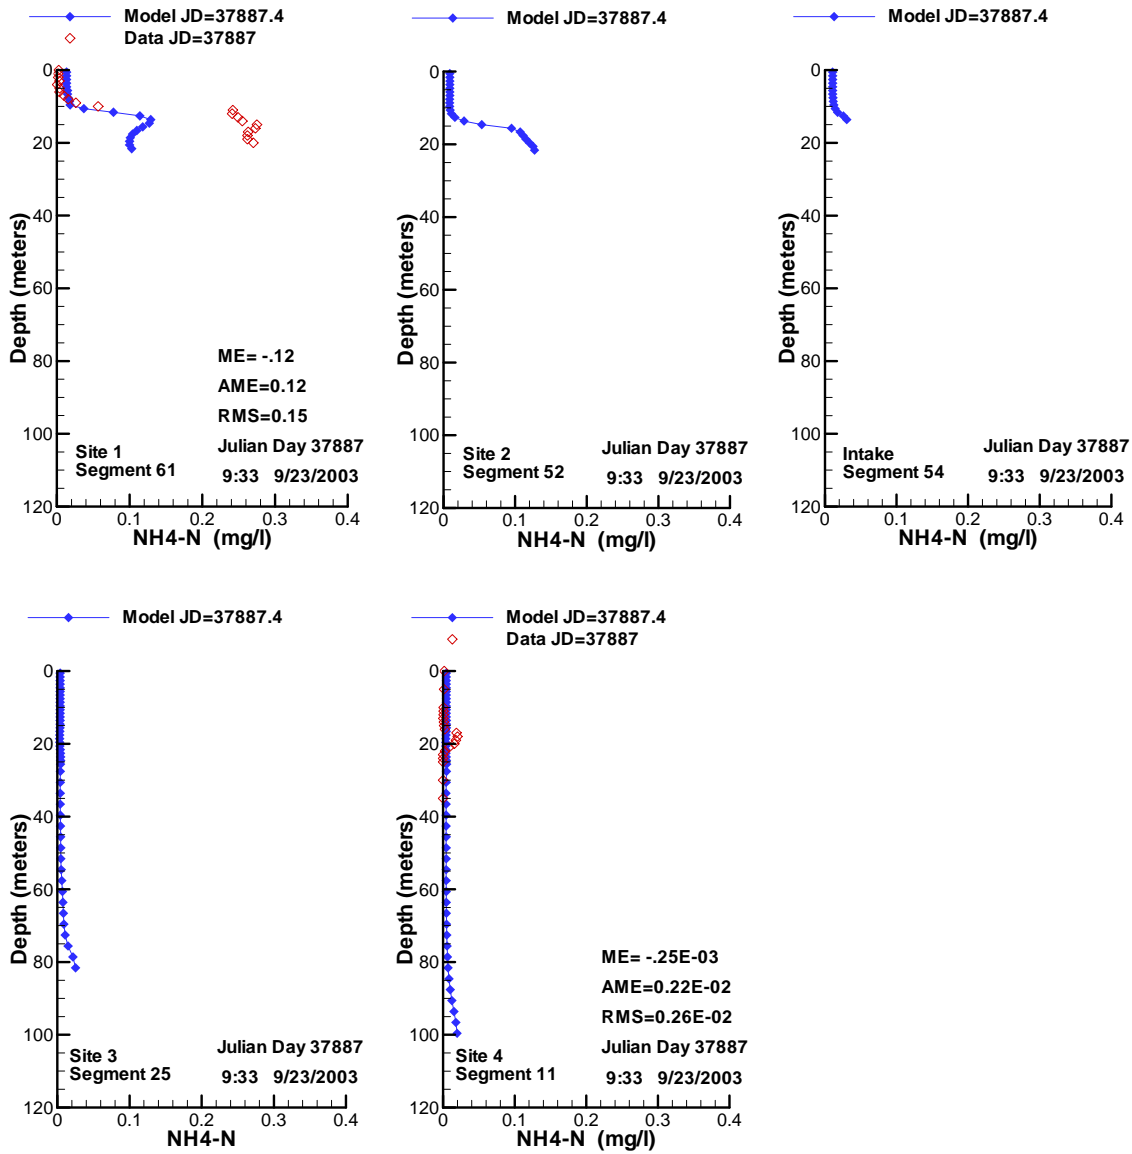 Model JD=37887.4
Data JD=37887
0
20
40
60
80
100
120
Depth (meters)
ME= -.12
AME=0.12
RMS=0.15
Julian Day 37887
9:33 9/23/2003
Site 1
Segment 61
0 0.1 0.2 0.3 0.4
NH4-N (mg/l)
Model JD=37887.4
0
20
40
60
80
100
120
Depth (meters)
Site 2
Segment 52
Julian Day 37887
9:33 9/23/2003
0 0.1 0.2 0.3 0.4
NH4-N (mg/l)
Model JD=37887.4
0
20
40
60
80
100
120
Depth (meters)
Intake
Segment 54
Julian Day 37887
9:33 9/23/2003
0 0.1 0.2 0.3 0.4
NH4-N (mg/l)
Model JD=37887.4
0
20
40
60
80
100
120
Depth (meters)
Site 3
Segment 25
Julian Day 37887
9:33 9/23/2003
0 0.1 0.2 0.3 0.4
NH4-N
Model JD=37887.4
Data JD=37887
0
20
40
60
80
100
120
Depth (meters)
ME= -.25E-03
AME=0.22E-02
RMS=0.26E-02
Julian Day 37887
9:33 9/23/2003
Site 4
Segment 11
0 0.1 0.2 0.3 0.4
NH4-N (mg/l)